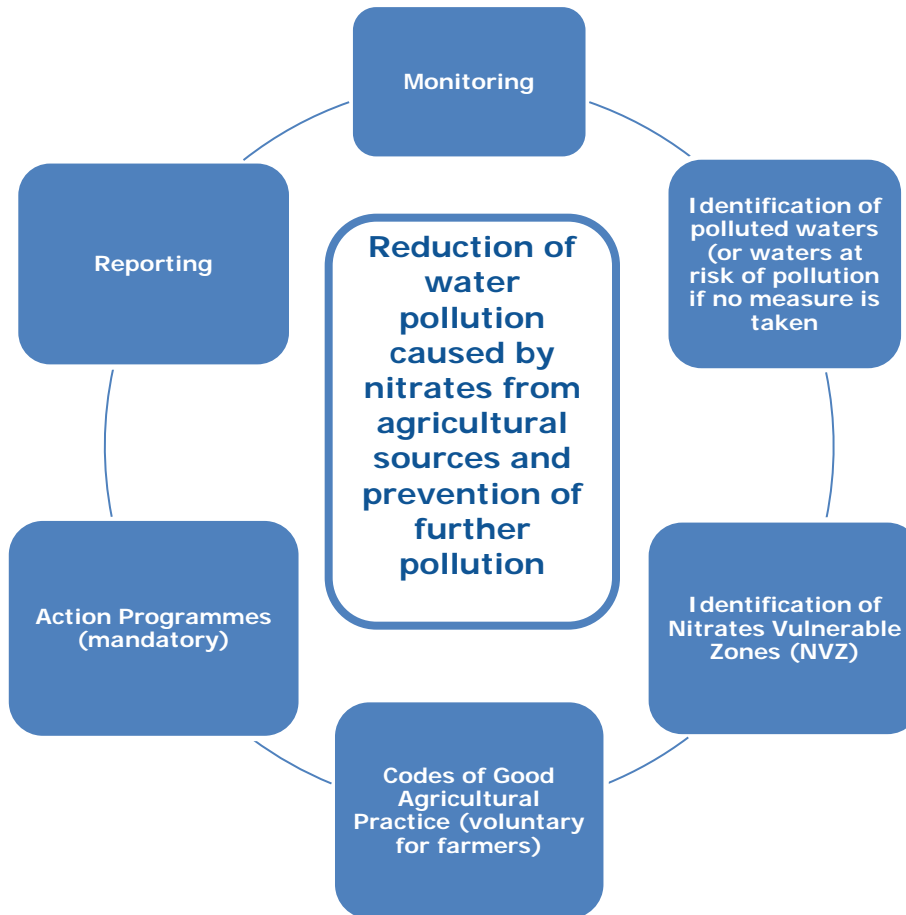 Monitoring
Identification of
polluted waters
(or waters at
risk of pollution
if no measure is
taken
Identification of
Nitrates Vulnerable
Zones (NVZ)
Codes of Good
Agricultural
Practice (voluntary
for farmers)
Action Programmes
(mandatory)
Reporting
Reduction of
water
pollution
caused by
nitrates from
agricultural
sources and
prevention of
further
pollution